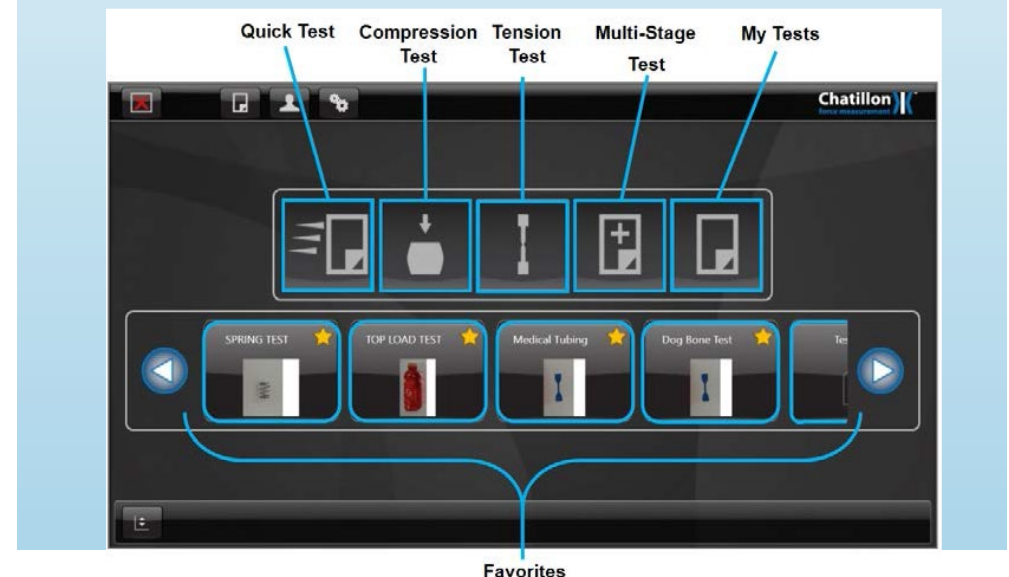 Quick Test
Compression Test
Tension Test
Multi-Stage Test
My Tests
Chatillon
force measurement
SPRING TEST
TOP LOAD TEST
Medical Tubing
Dog Bone Test
Favorites